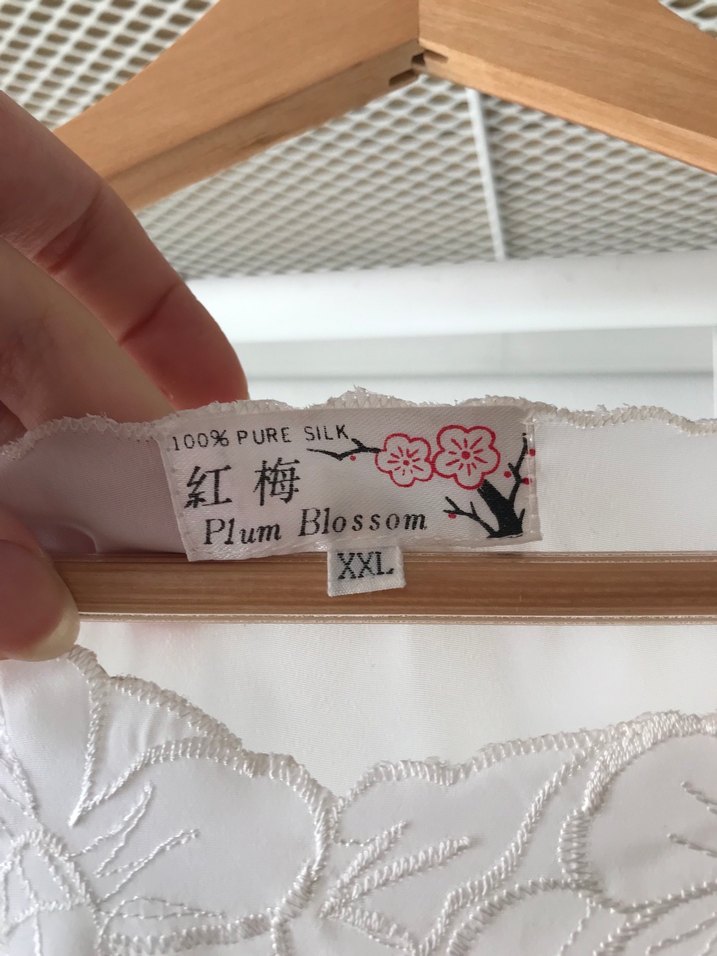 100% PURE SILK
紅梅
Plum Blossom
XXL